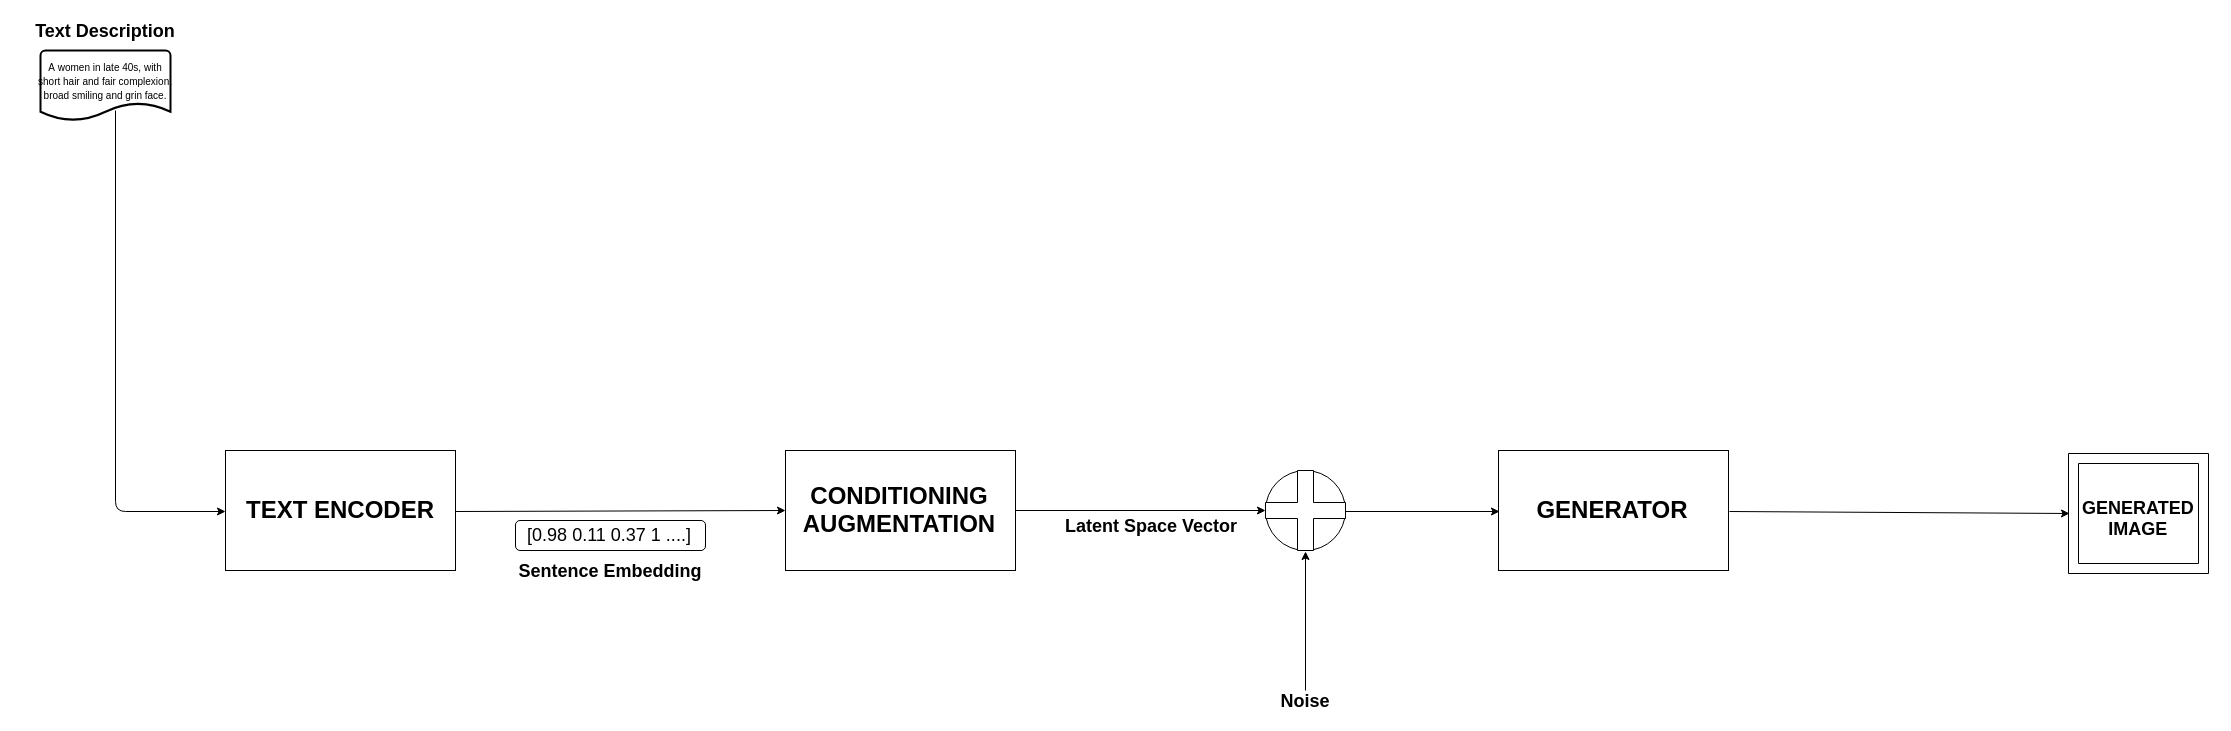 Text Description
A women in late 40s, with
short hair and fair complexion,
broad smiling and grin face.
TEXT ENCODER
[0.98 0.11 0.37 1 ....]
Sentence Embedding
CONDITIONING
AUGMENTATION
Latent Space Vector
Noise
GENERATOR
GENERATED
IMAGE